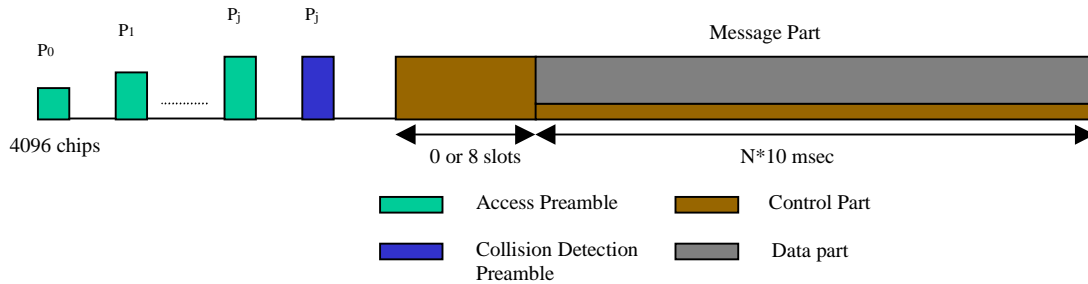 P0
P1
Pj
Pj
Message Part
4096 chips
0 or 8 slots
N*10 msec
Access Preamble
Control Part
Collision Detection
Preamble
Data part